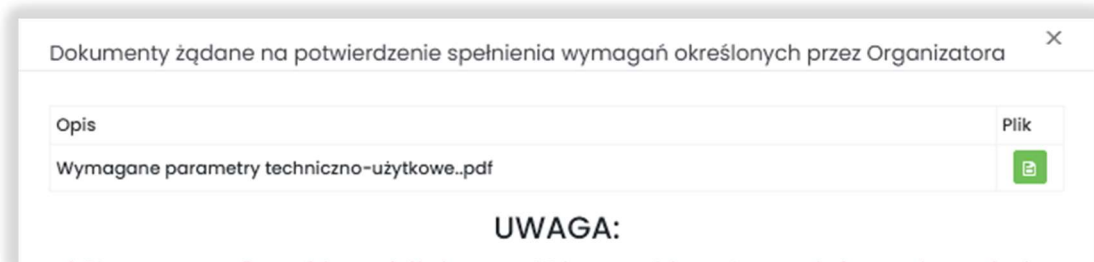 Dokumenty żądane na potwierdzenie spełnienia wymagań określonych przez Organizatora
Opis Plik
Wymagane parametry techniczno-użytkowe..pdf
UWAGA: